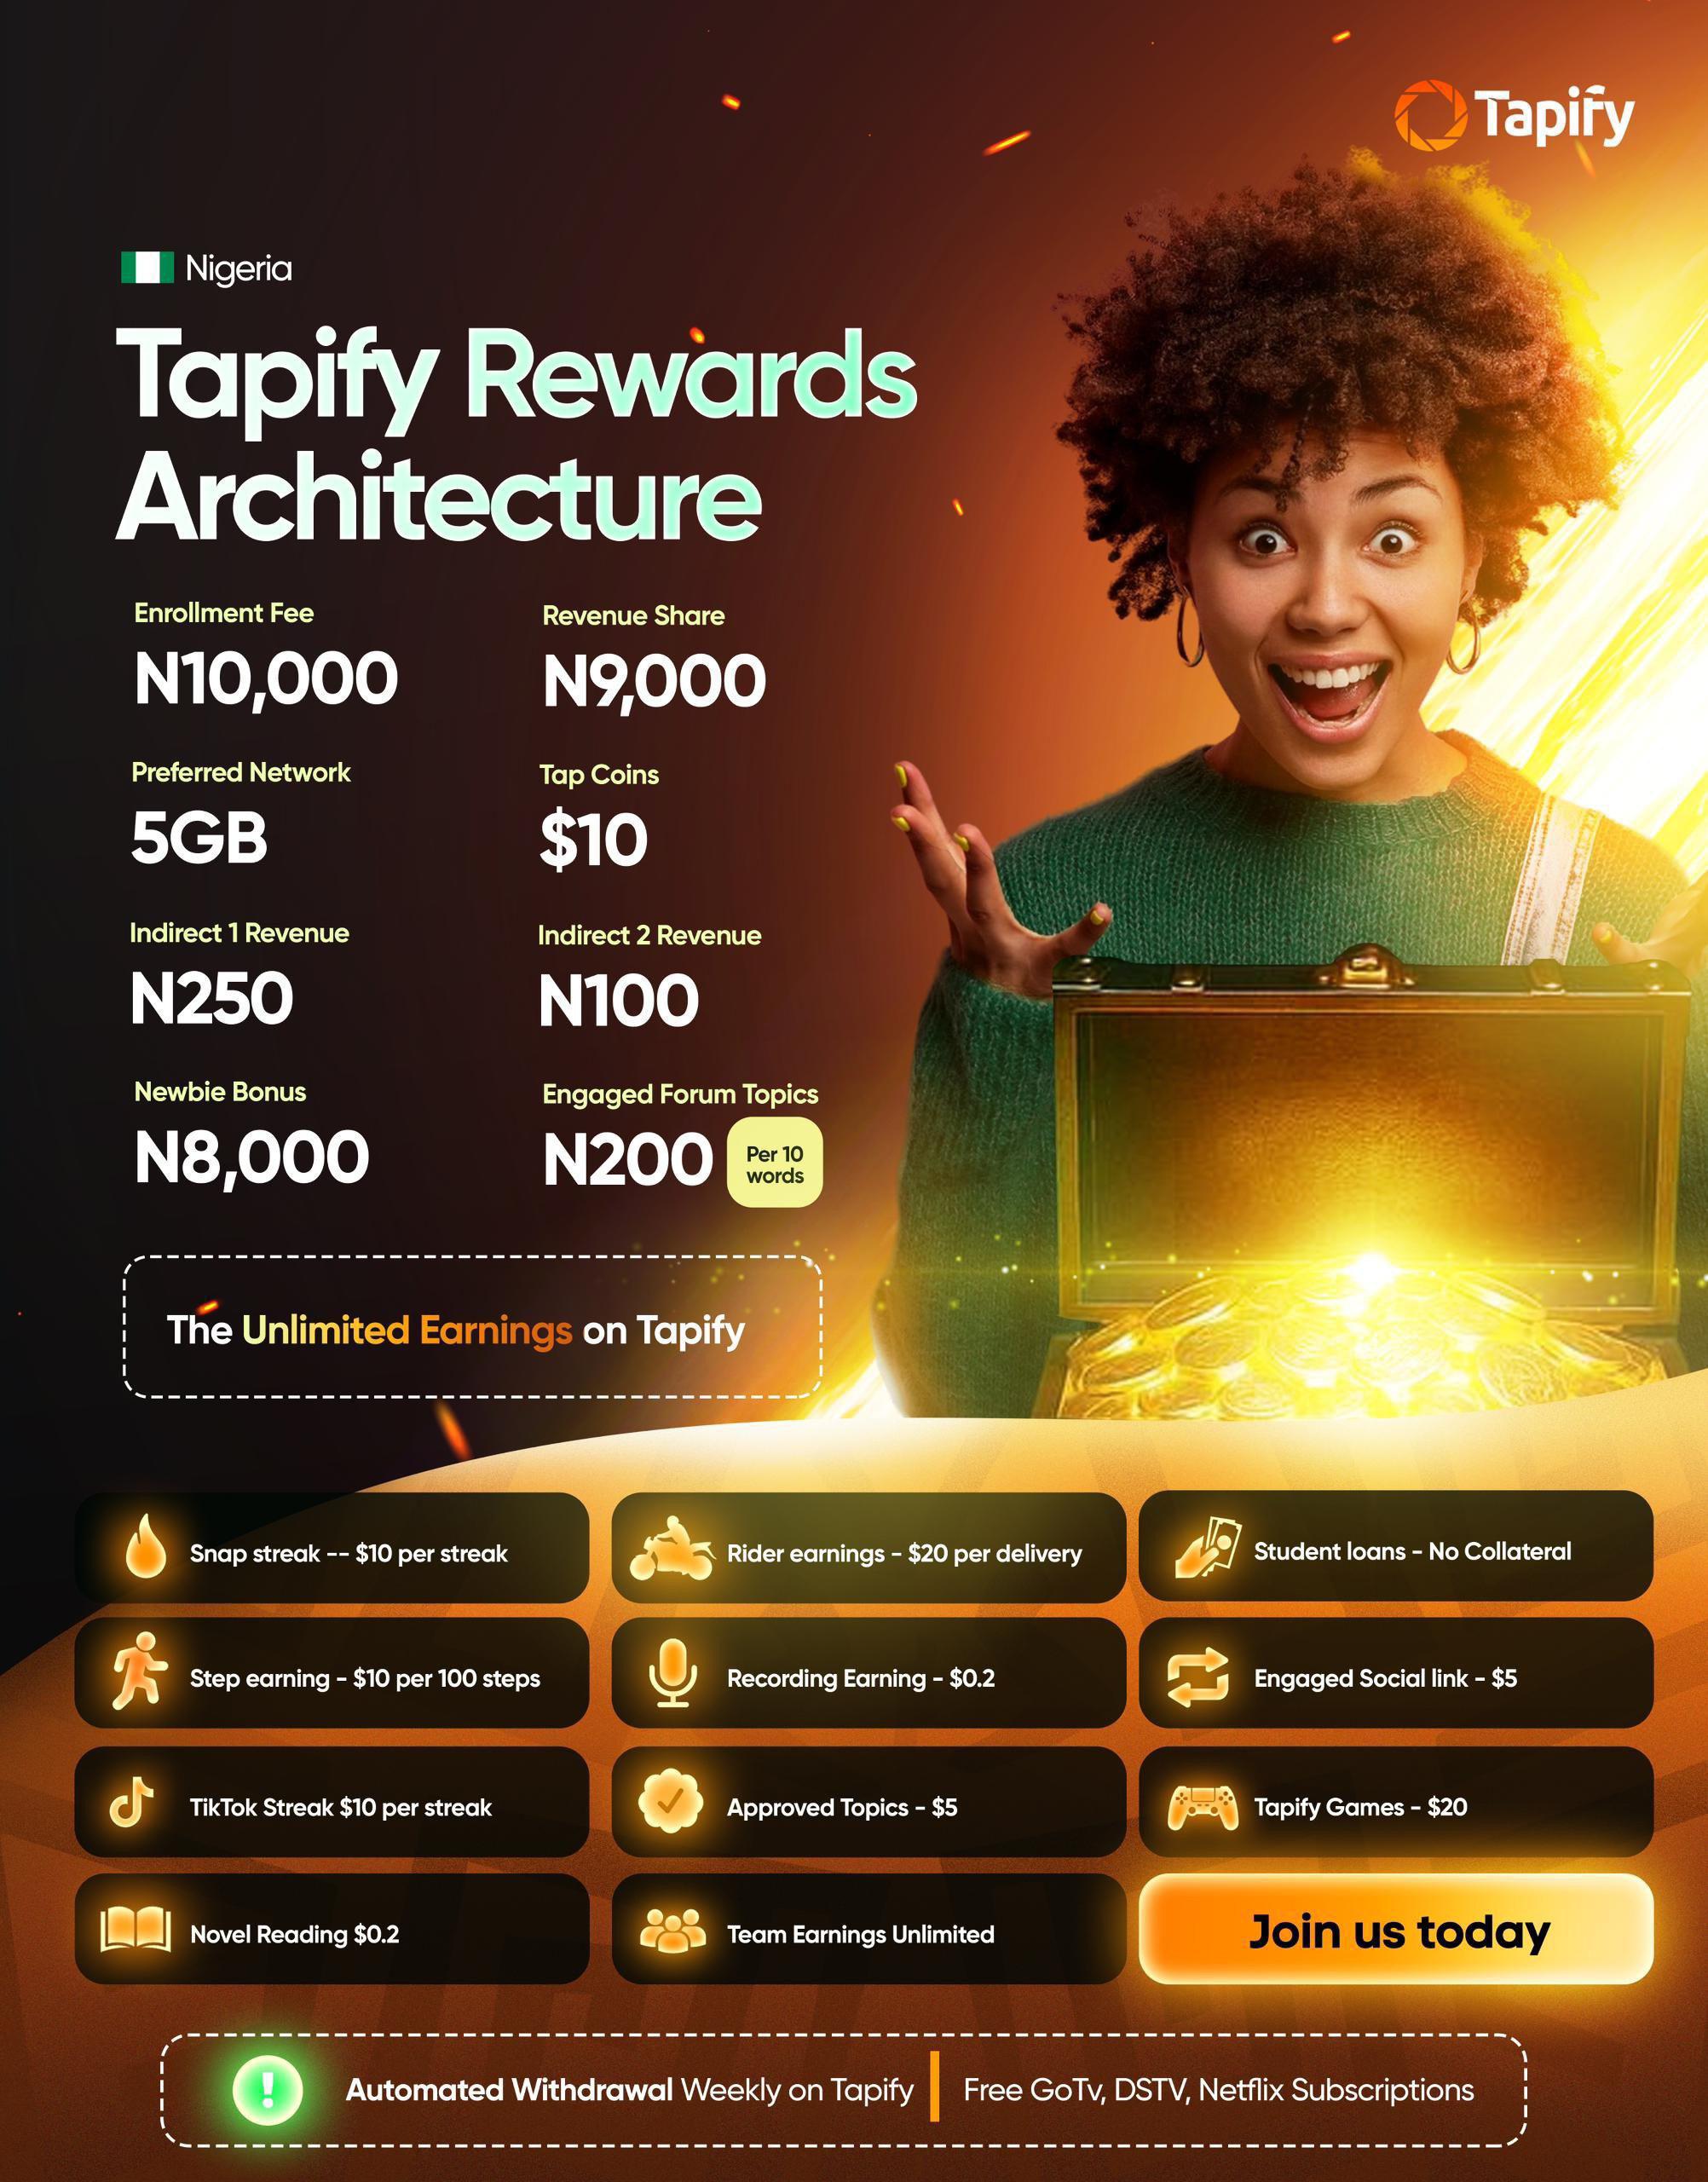 Tapify
Nigeria
Tapify Rewards
Architecture
Enrollment Fee
N10,000
Revenue Share
N9,000
Preferred Network
5GB
Tap Coins
$10
Indirect 1 Revenue
N250
Indirect 2 Revenue
N100
Newbie Bonus
N8,000
Engaged Forum Topics
N200
Per 10
words
The Unlimited Earnings on Tapify
Snap streak -- $10 per streak
Rider earnings - $20 per delivery
Student loans - No Collateral
Step earning - $10 per 100 steps
Recording Earning - $0.2
Engaged Social link - $5
TikTok Streak $10 per streak
Approved Topics - $5
Tapify Games - $20
Novel Reading $0.2
Team Earnings Unlimited
Join us today
Automated Withdrawal Weekly on Tapify
Free GoTv, DSTV, Netflix Subscriptions